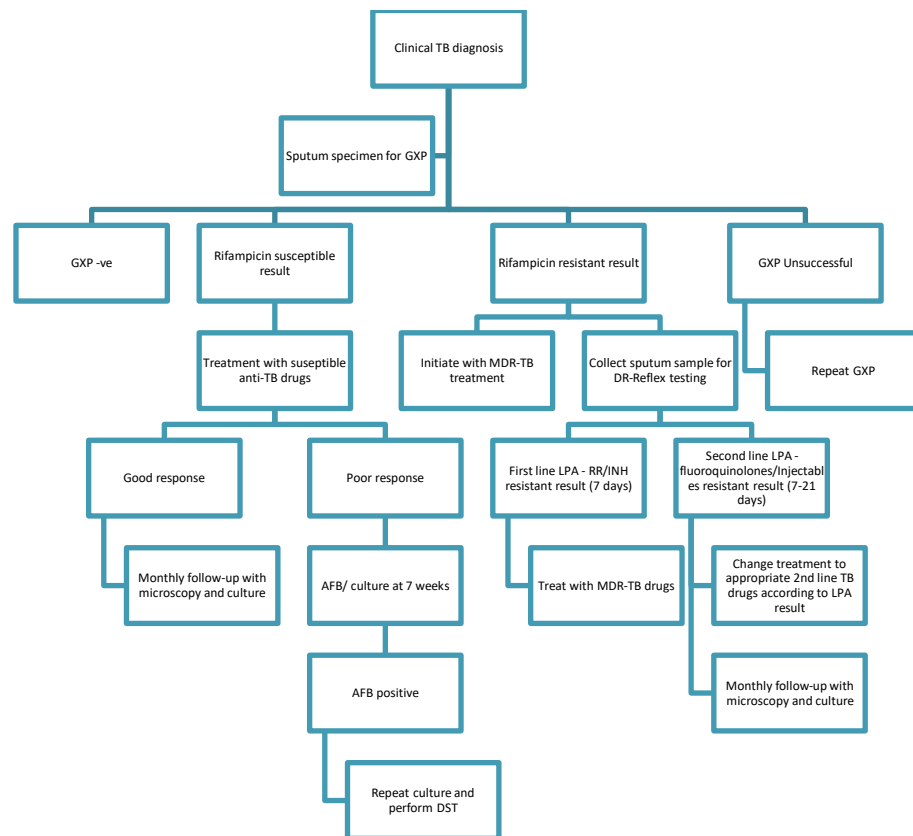 Clinical TB diagnosis
Sputum specimen for GXP
GXP -ve
Rifampicin susceptible
result
Rifampicin resistant result
GXP Unsuccessful
Treatment with suseptible
anti-TB drugs
Initiate with MDR-TB
treatment
Collect sputum sample for
DR-Reflex testing
Repeat GXP
Good response
Poor response
First line LPA - RR/INH
resistant result (7 days)
Second line LPA -
fluoroquinolones/Injectabl
es resistant result (7-21
days)
Monthly follow-up with
microscopy and culture
AFB/ culture at 7 weeks
Treat with MDR-TB drugs
Change treatment to
appropriate 2nd line TB
drugs according to LPA
result
AFB positive
Monthly follow-up with
microscopy and culture
Repeat culture and
perform DST